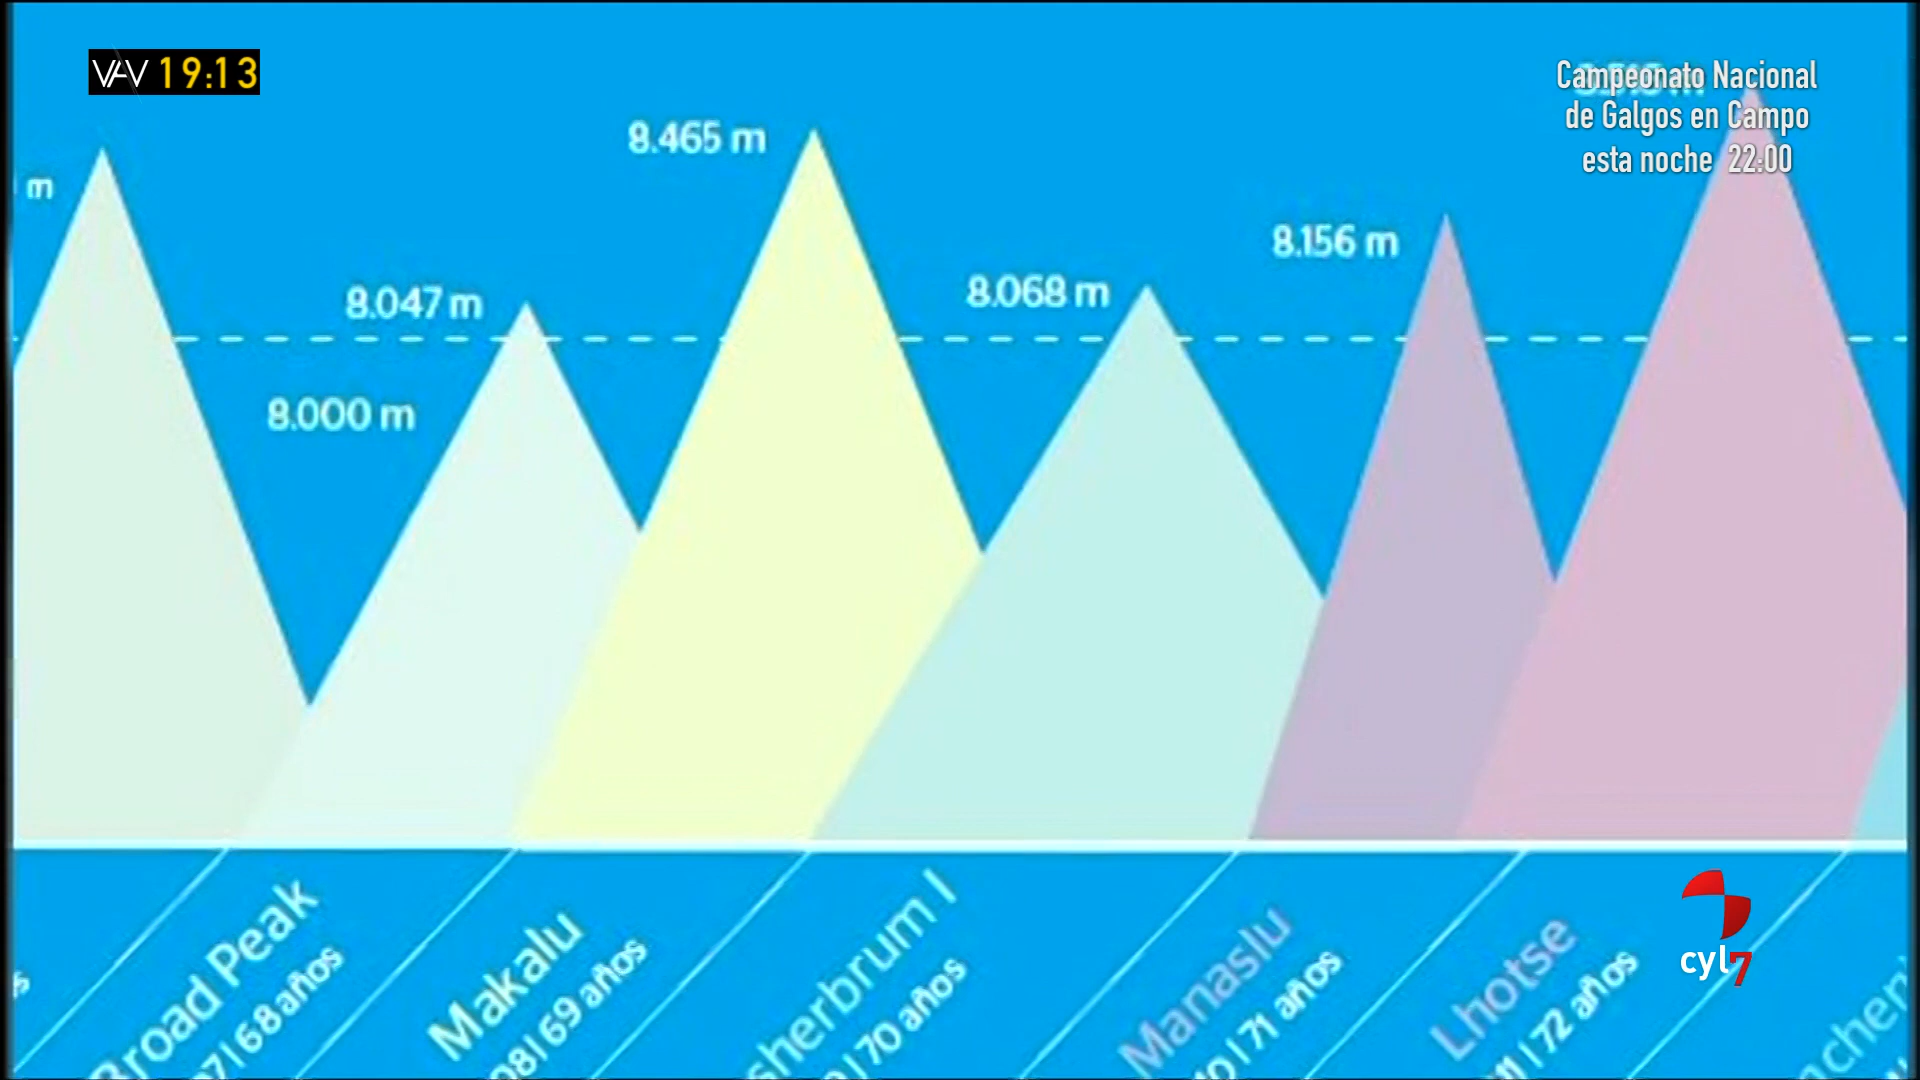 VAV 19:13
Campeonato Nacional
de Galgos en Campo
esta noche 22:00
m
8.465 m
8.156 m
8.047 m
8.068 m
8.000 m
Broad Peak
68 años
Makalu
69 años
70 años
Manaslu
71 años
Lhotse
72 años
cyl7